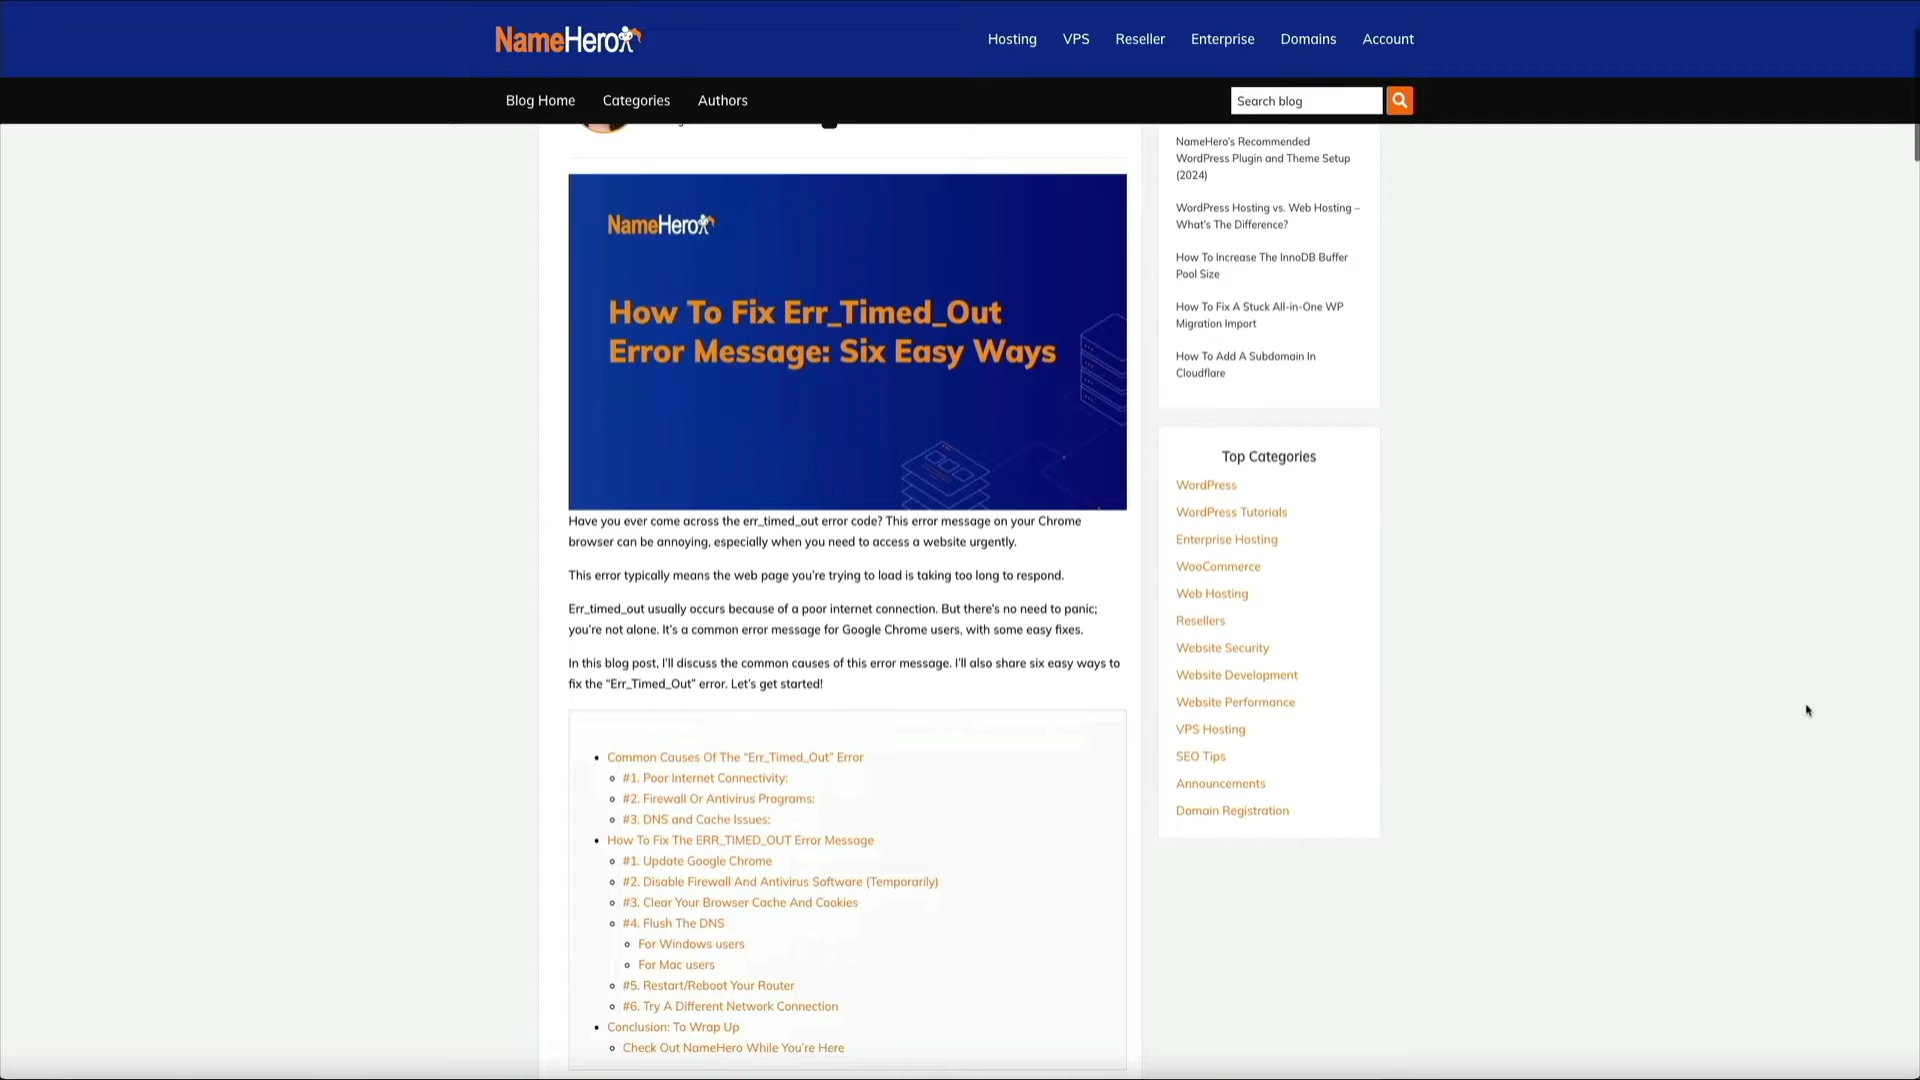 NameHero
Hosting
VPS
Reseller
Enterprise
Domains
Account
Blog Home
Categories
Authors
Search blog
NameHero
How To Fix Err_Timed_Out
Error Message: Six Easy Ways
Have you ever come across the err_timed_out error code? This error message on your Chrome
browser can be annoying, especially when you need to access a website urgently.
This error typically means the web page you're trying to load is taking too long to respond.
Err_timed_out usually occurs because of a poor internet connection. But there's no need to panic;
you're not alone. It's a common error message for Google Chrome users, with some easy fixes.
In this blog post, I'll discuss the common causes of this error message. I'll also share six easy ways to
fix the "Err_Timed_Out" error. Let's get started!
Common Causes Of The "Err_Timed_Out" Error
#1. Poor Internet Connectivity:
#2. Firewall Or Antivirus Programs:
#3. DNS and Cache Issues:
How To Fix The ERR_TIMED_OUT Error Message
#1. Update Google Chrome
#2. Disable Firewall And Antivirus Software (Temporarily)
#3. Clear Your Browser Cache And Cookies
#4. Flush The DNS
For Windows users
For Mac users
#5. Restart/Reboot Your Router
#6. Try A Different Network Connection
Conclusion: To Wrap Up
Check Out NameHero While You're Here
NameHero's Recommended
WordPress Plugin and Theme Setup
(2024)
WordPress Hosting vs. Web Hosting –
What's The Difference?
How To Increase The InnoDB Buffer
Pool Size
How To Fix A Stuck All-in-One WP
Migration Import
How To Add A Subdomain In
Cloudflare
Top Categories
WordPress
WordPress Tutorials
Enterprise Hosting
WooCommerce
Web Hosting
Resellers
Website Security
Website Development
Website Performance
VPS Hosting
SEO Tips
Announcements
Domain Registration